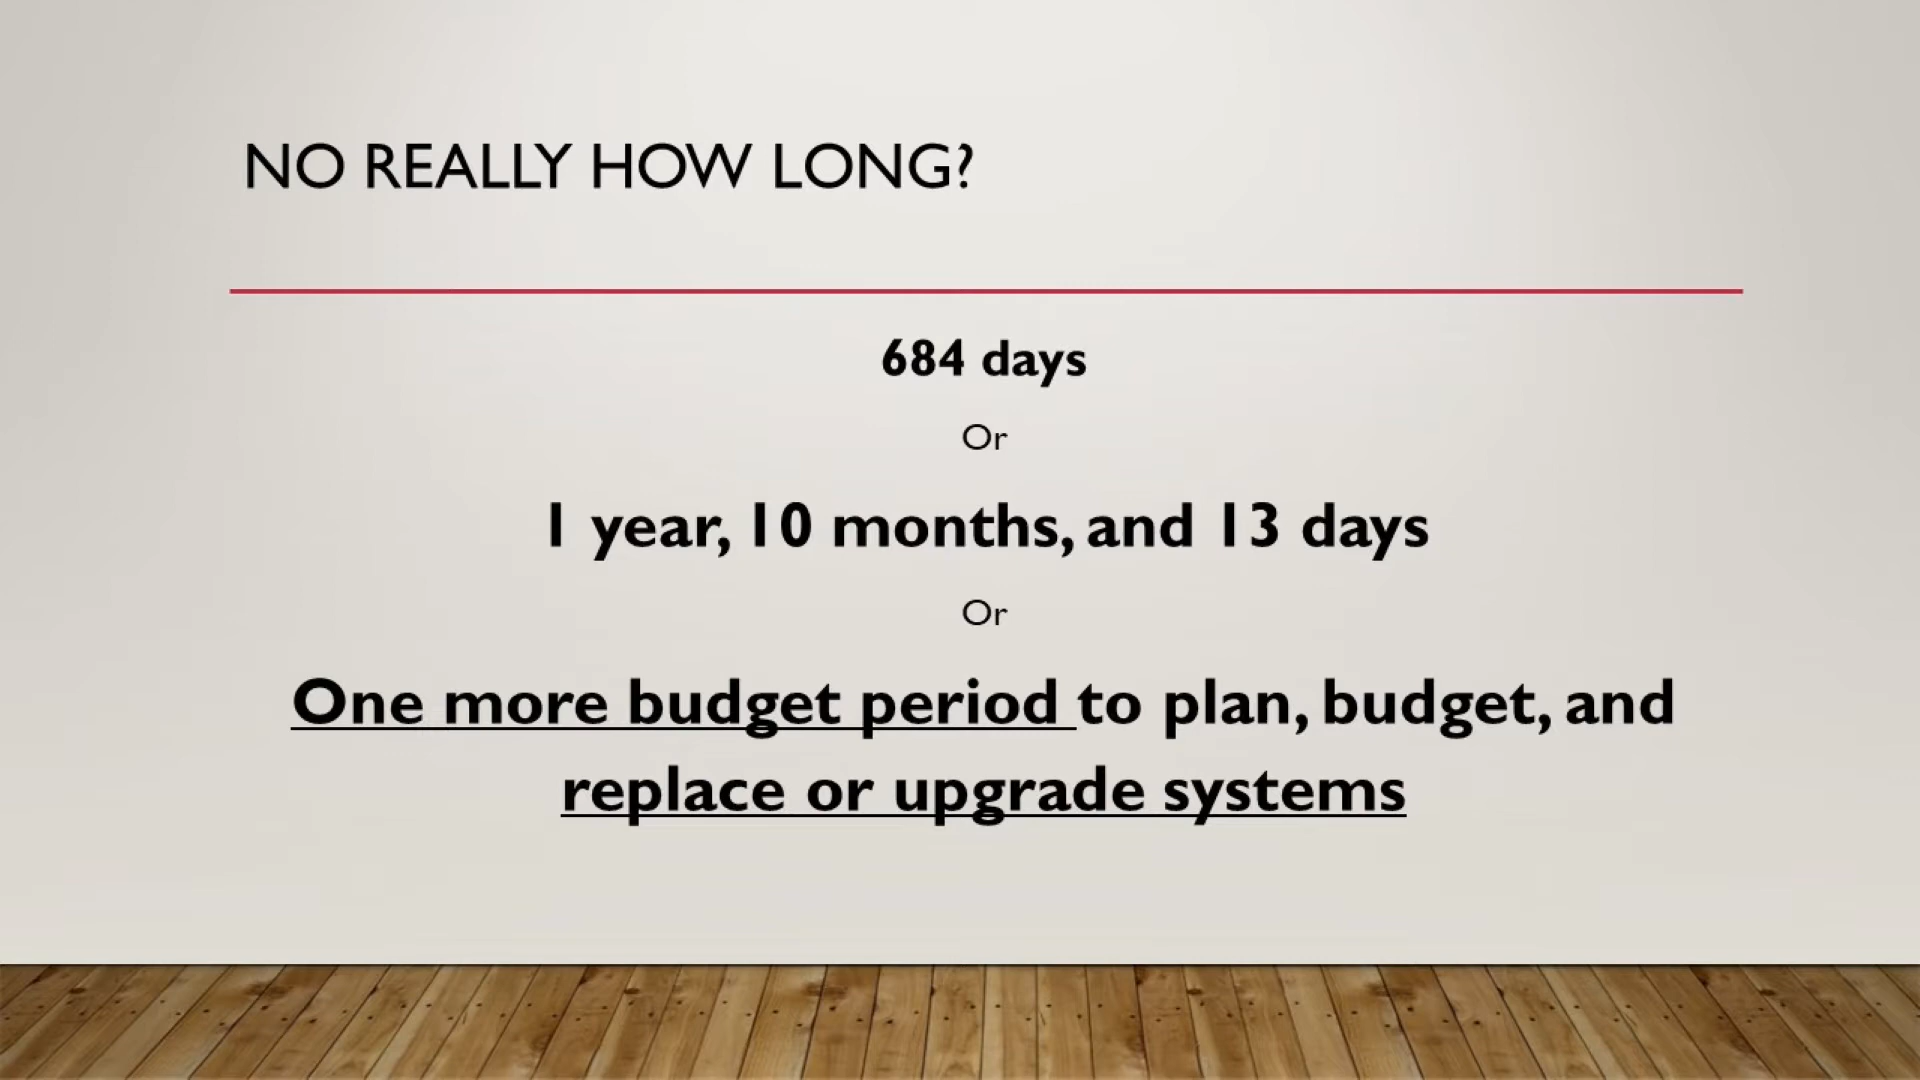 NO REALLY HOW LONG?
684 days
Or
1 year, 10 months, and 13 days
Or
One more budget period to plan, budget, and
replace or upgrade systems